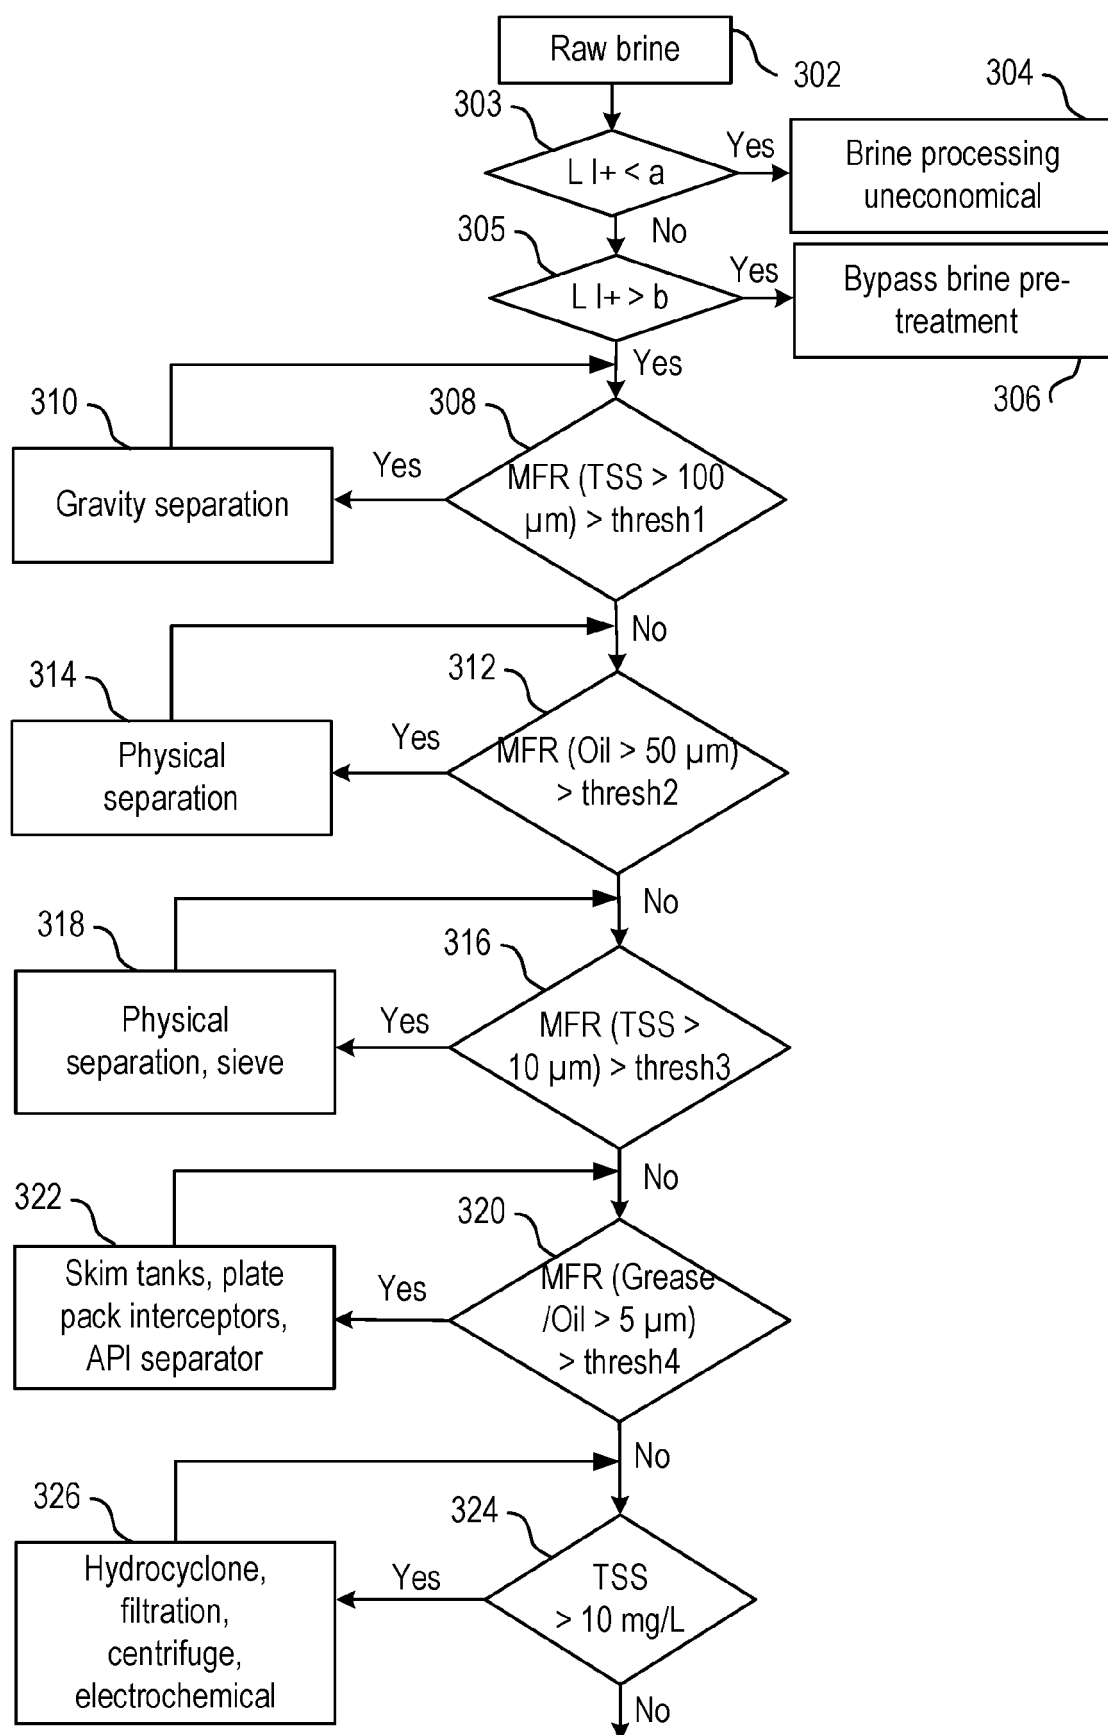 Raw brine
302
303
304
L I+ < a
Yes
Brine processing
uneconomical
No
305
L I+ > b
Yes
Bypass brine pre-
treatment
306
Yes
310
308
Gravity separation
Yes
MFR (TSS > 100
µm) > thresh1
No
314
312
Physical
separation
Yes
MFR (Oil > 50 µm)
> thresh2
No
318
316
Physical
separation, sieve
Yes
MFR (TSS >
10 µm) > thresh3
No
322
320
Skim tanks, plate
pack interceptors,
API separator
Yes
MFR (Grease
/Oil > 5 µm)
> thresh4
No
326
324
Hydrocyclone,
filtration,
centrifuge,
electrochemical
Yes
TSS
> 10 mg/L
No